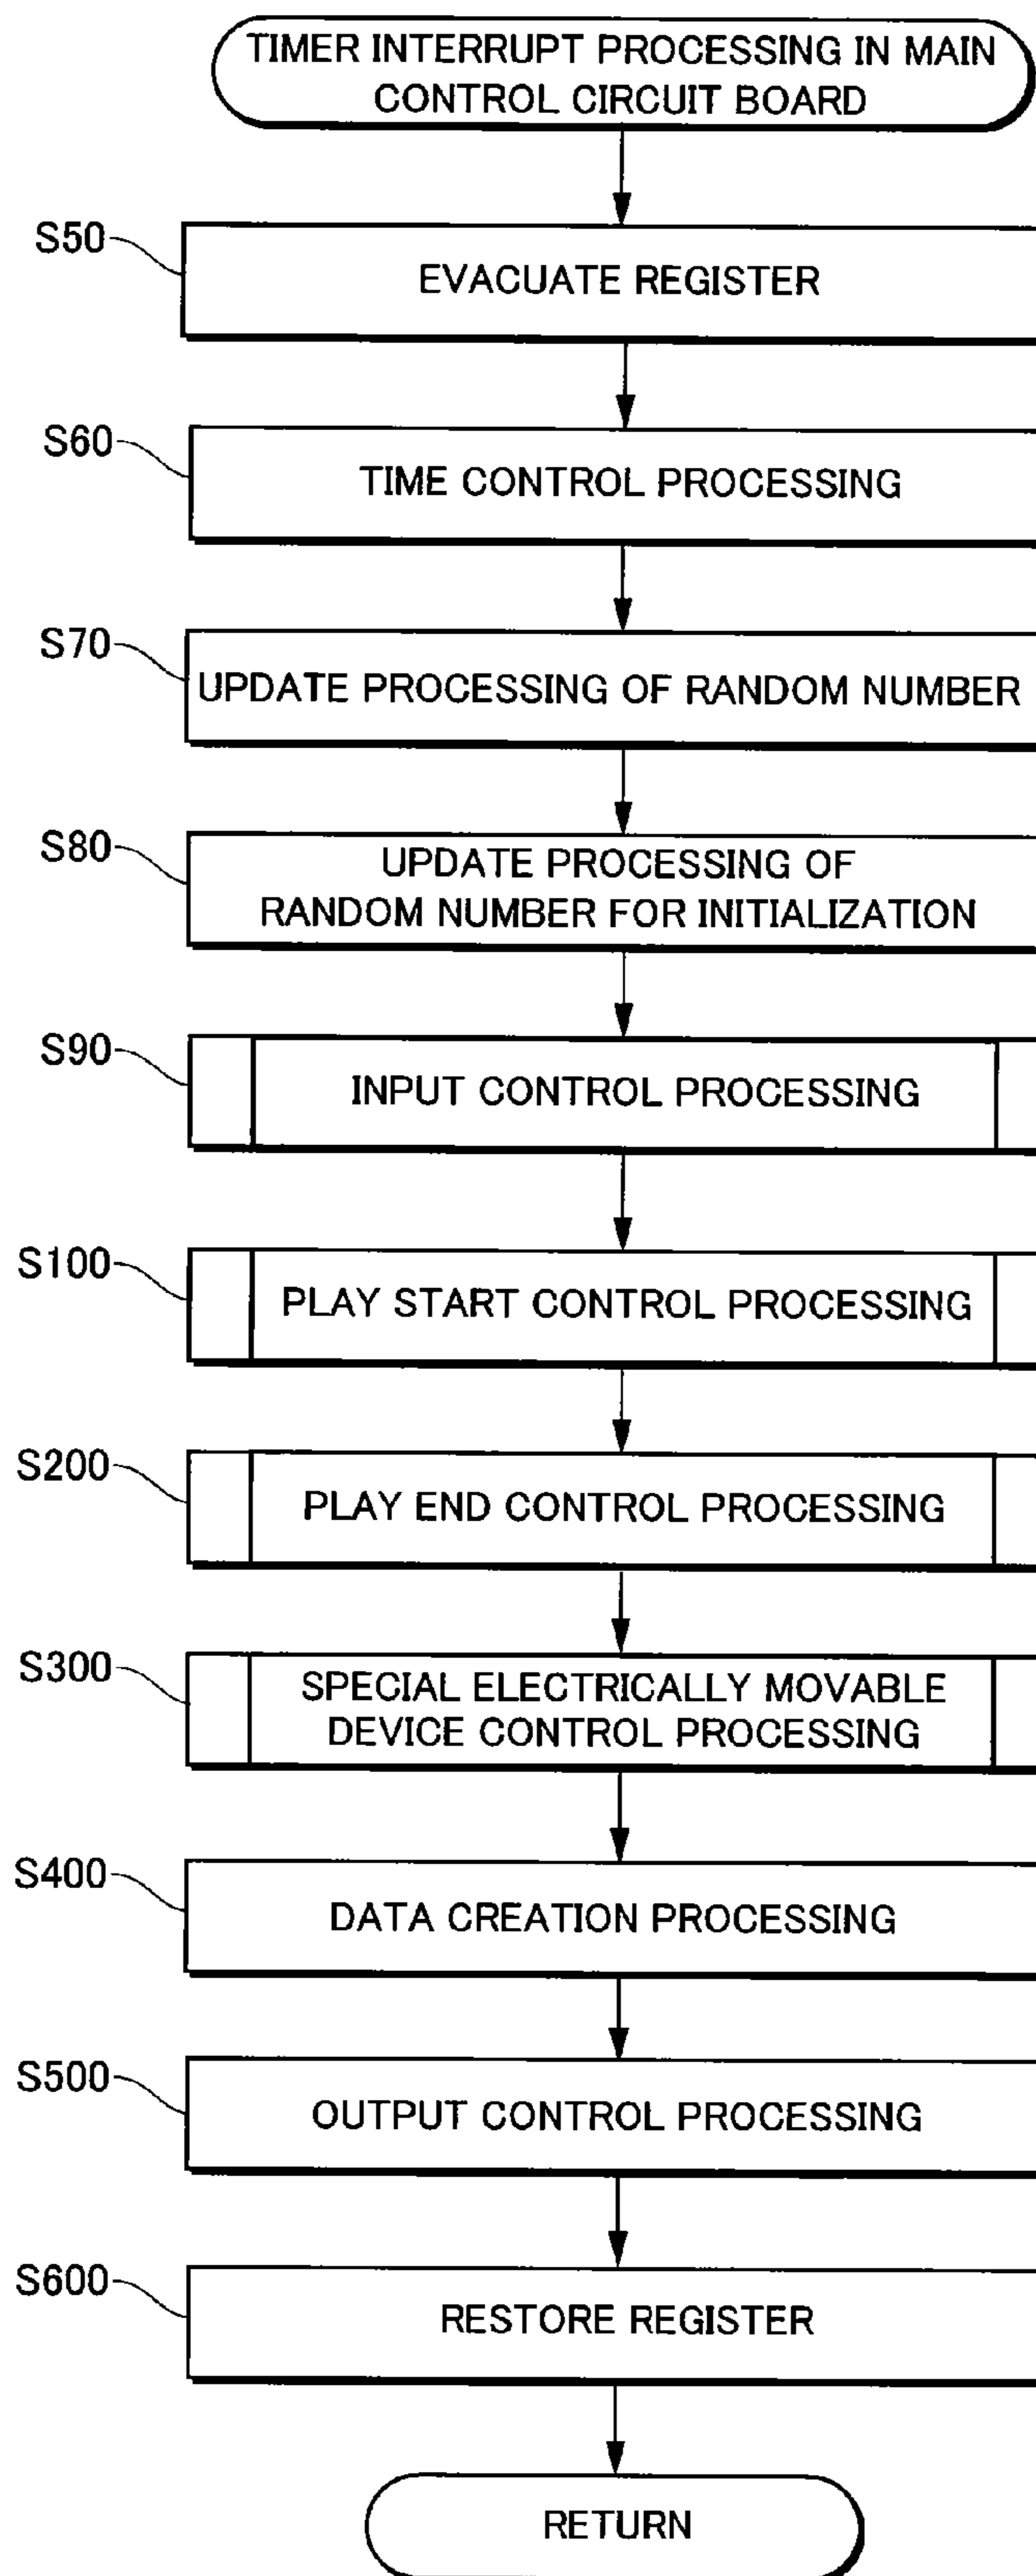 TIMER INTERRUPT PROCESSING IN MAIN
CONTROL CIRCUIT BOARD
S50
EVACUATE REGISTER
S60
TIME CONTROL PROCESSING
S70
UPDATE PROCESSING OF RANDOM NUMBER
S80
UPDATE PROCESSING OF
RANDOM NUMBER FOR INITIALIZATION
S90
INPUT CONTROL PROCESSING
S100
PLAY START CONTROL PROCESSING
S200
PLAY END CONTROL PROCESSING
S300
SPECIAL ELECTRICALLY MOVABLE
DEVICE CONTROL PROCESSING
S400
DATA CREATION PROCESSING
S500
OUTPUT CONTROL PROCESSING
S600
RESTORE REGISTER
RETURN